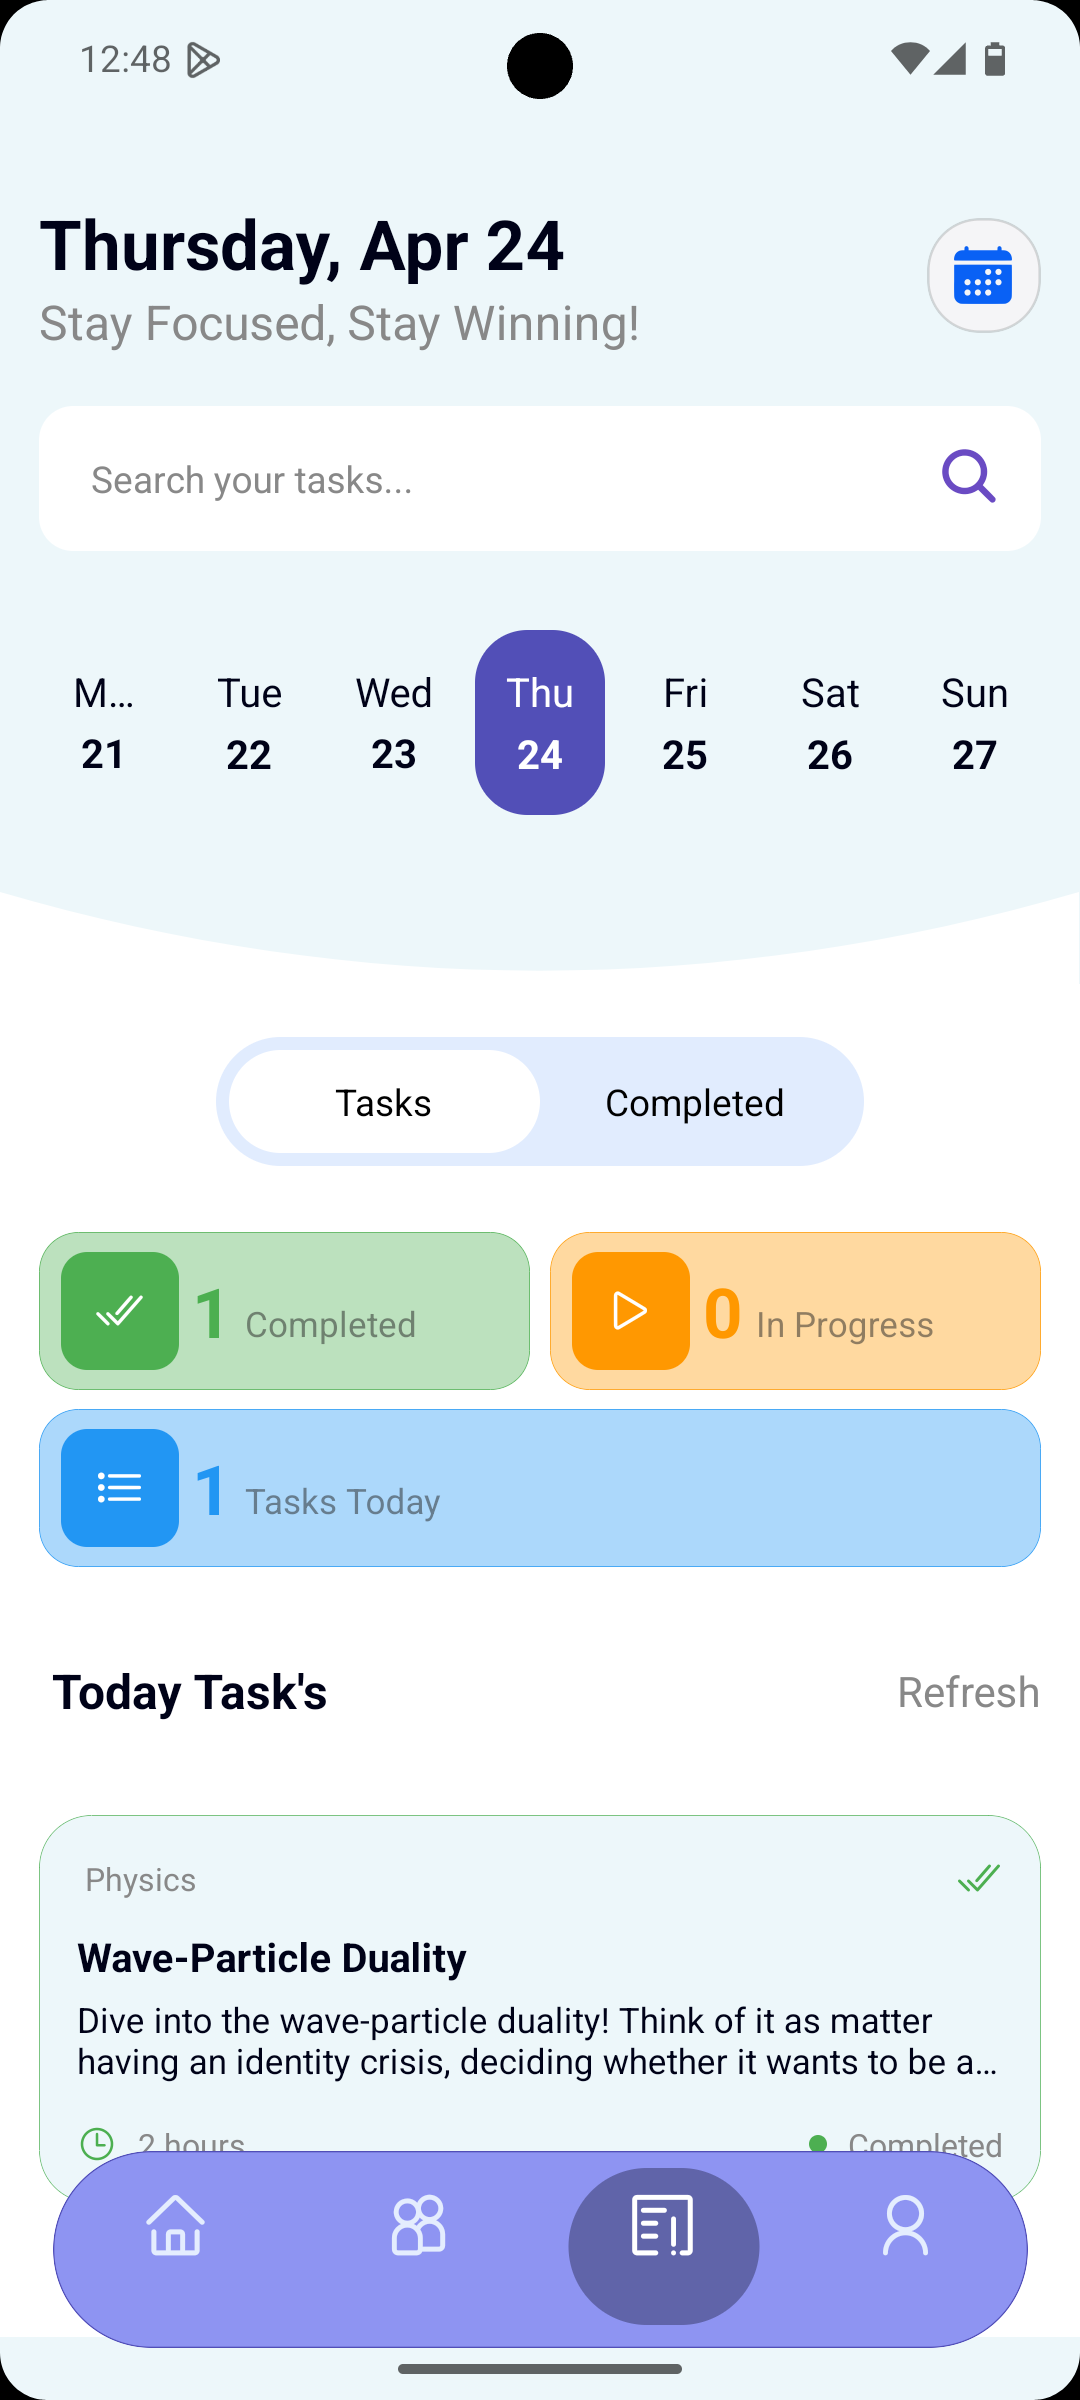 12:48
Thursday, Apr 24
Stay Focused, Stay Winning!
Search your tasks...
M... Tue Wed Thu Fri Sat Sun
21 22 23 24 25 26 27
Tasks Completed
1 Completed 0 In Progress
1 Tasks Today
Today Task's Refresh
Physics
Wave-Particle Duality
Dive into the wave-particle duality! Think of it as matter
having an identity crisis, deciding whether it wants to be a...
2 hours Completed